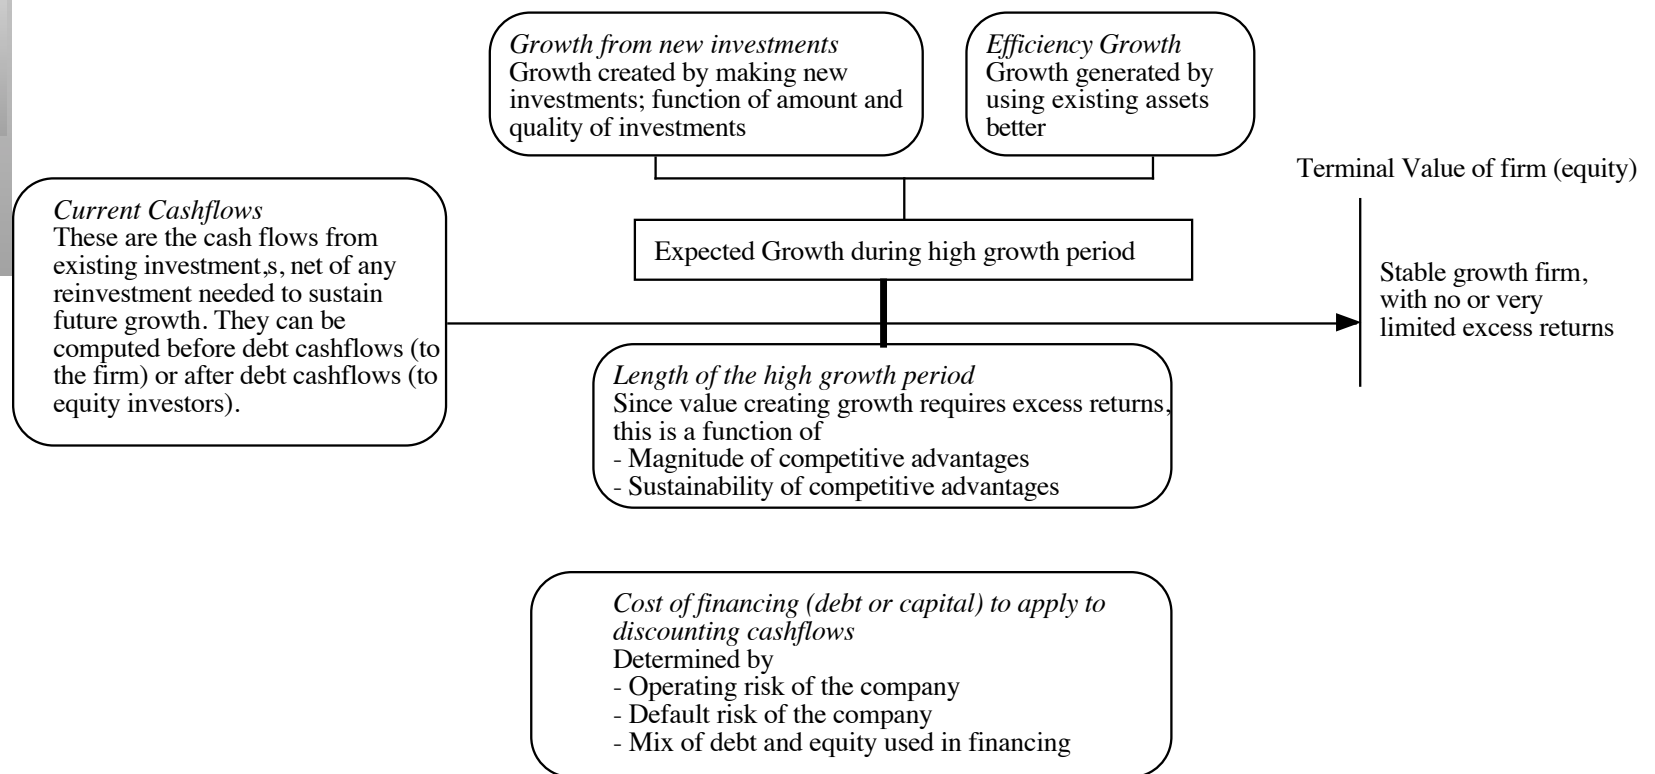 Growth from new investments
Growth created by making new
investments; function of amount and
quality of investments
Efficiency Growth
Growth generated by
using existing assets
better
Terminal Value of firm (equity)
Current Cashflows
These are the cash flows from
existing investment,s, net of any
reinvestment needed to sustain
future growth. They can be
computed before debt cashflows (to
the firm) or after debt cashflows (to
equity investors).
Expected Growth during high growth period
Stable growth firm,
with no or very
limited excess returns
Length of the high growth period
Since value creating growth requires excess returns,
this is a function of
- Magnitude of competitive advantages
- Sustainability of competitive advantages
Cost of financing (debt or capital) to apply to
discounting cashflows
Determined by
- Operating risk of the company
- Default risk of the company
- Mix of debt and equity used in financing